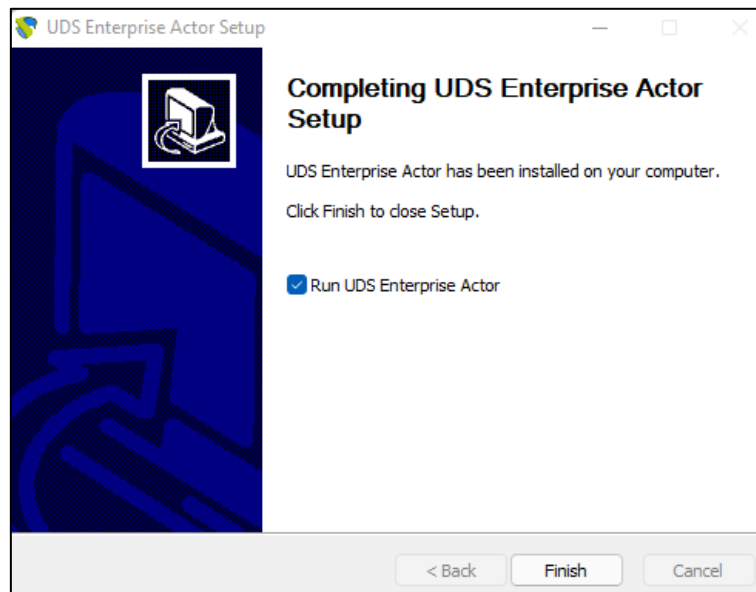 UDS Enterprise Actor Setup
Completing UDS Enterprise Actor
Setup
UDS Enterprise Actor has been installed on your computer.
Click Finish to close Setup.
Run UDS Enterprise Actor
< Back
Finish
Cancel